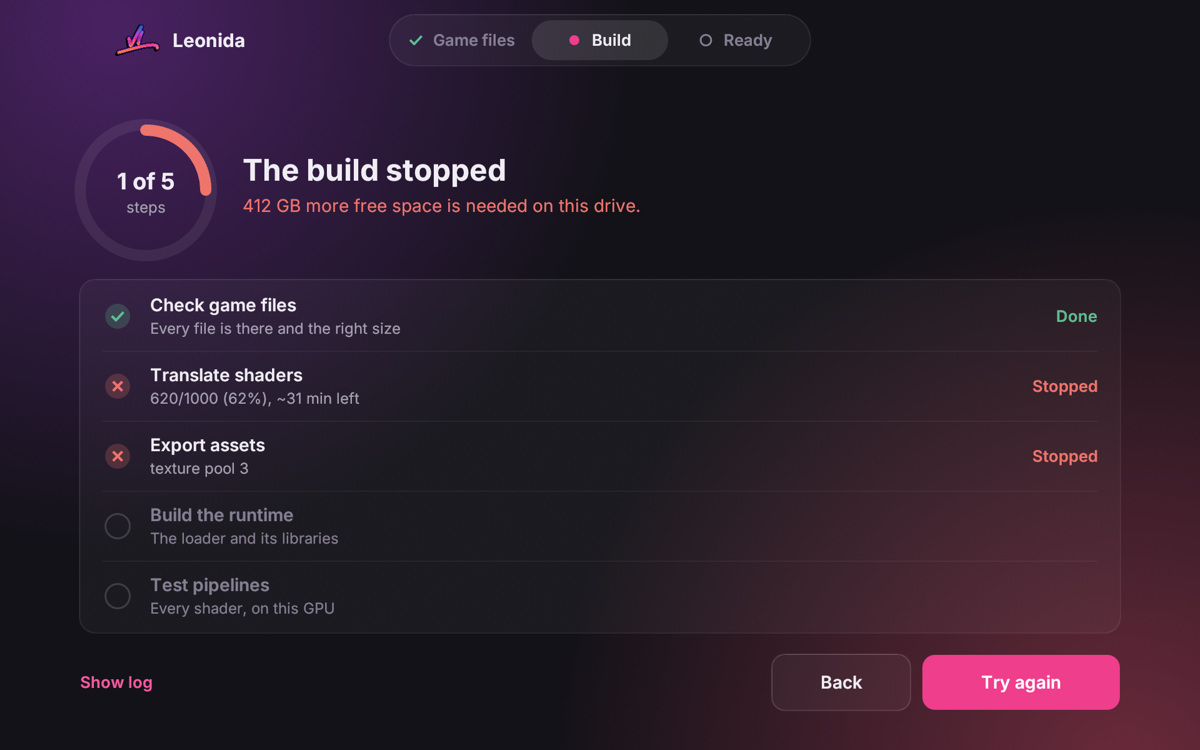 VI
Leonida
Game files
Build
Ready
1 of 5
steps
The build stopped
412 GB more free space is needed on this drive.
Check game files
Every file is there and the right size
Done
Translate shaders
620/1000 (62%), ~31 min left
Stopped
Export assets
texture pool 3
Stopped
Build the runtime
The loader and its libraries
Test pipelines
Every shader, on this GPU
Show log
Back
Try again